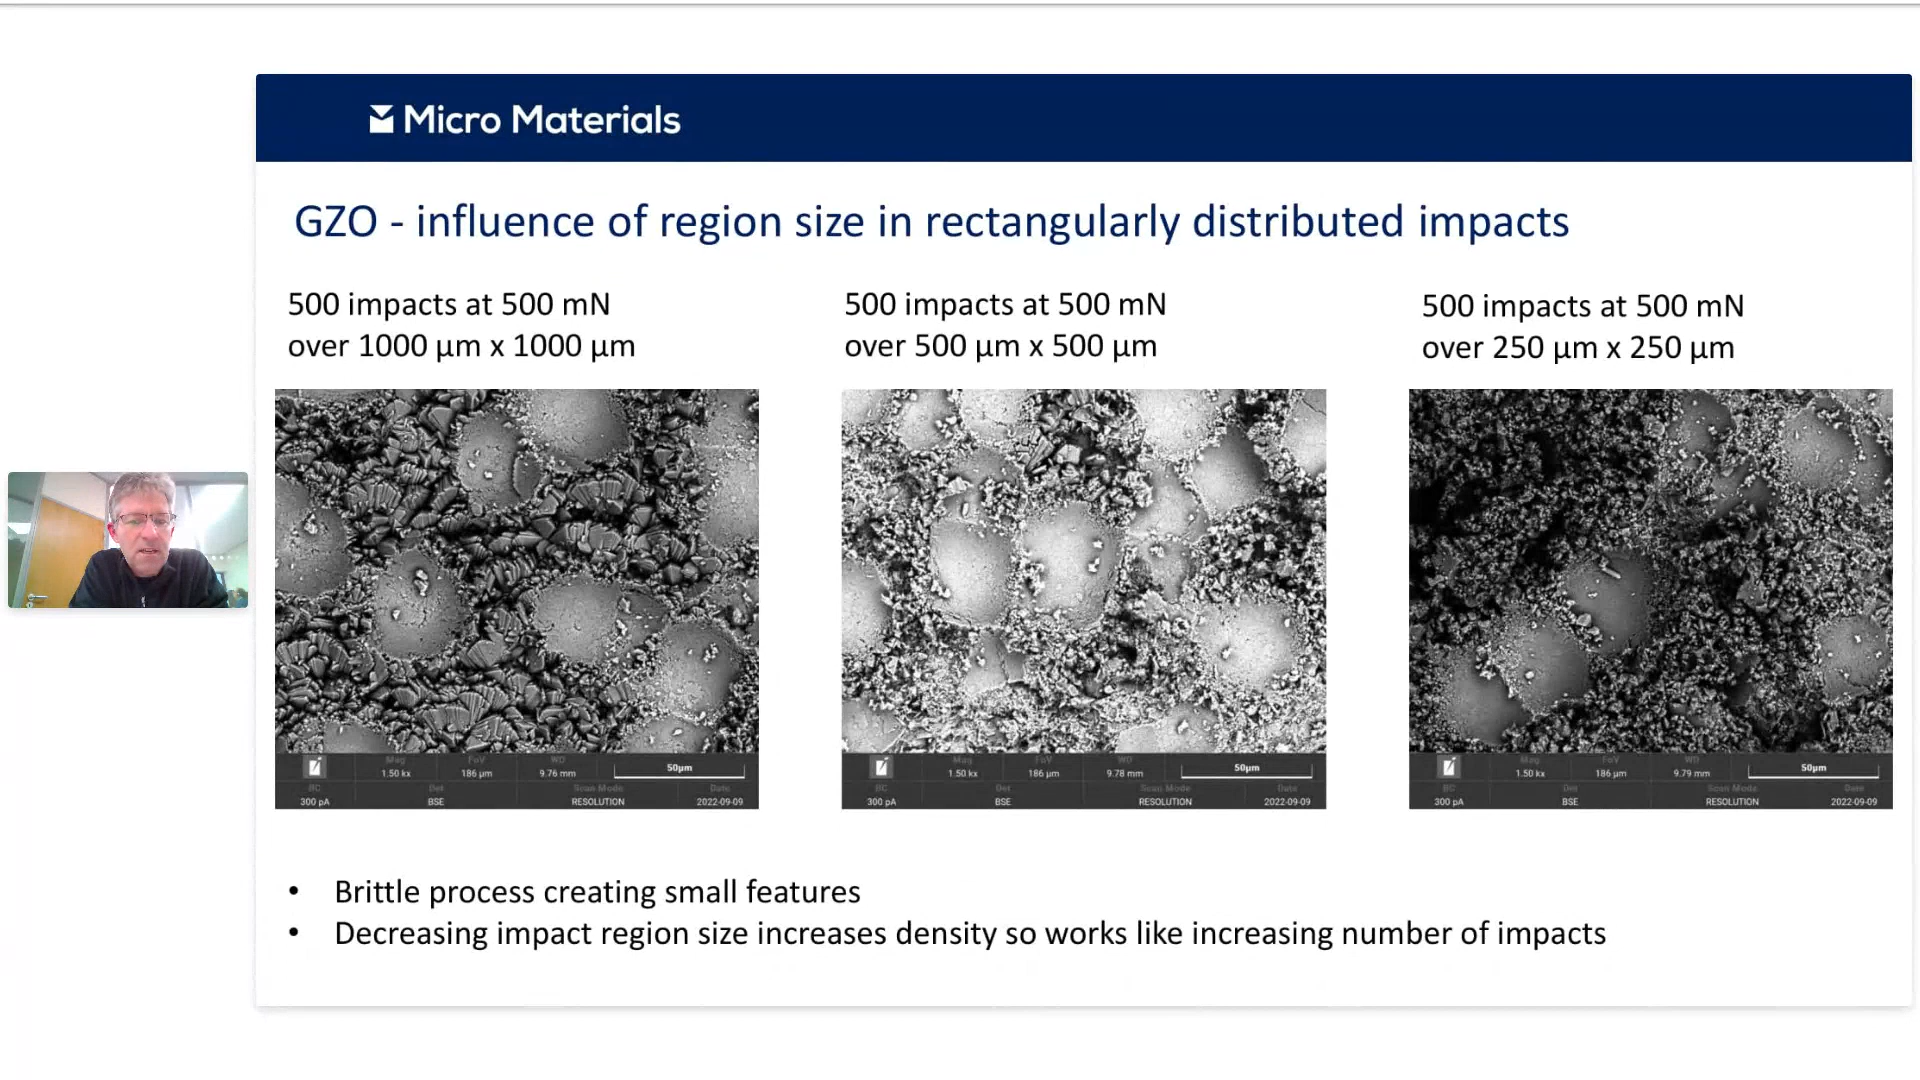 Micro Materials
GZO - influence of region size in rectangularly distributed impacts
500 impacts at 500 mN
over 1000 µm x 1000 µm
500 impacts at 500 mN
over 500 µm x 500 µm
500 impacts at 500 mN
over 250 µm x 250 µm
Mag FoV WD
1.50 kx 186 µm 9.76 mm 50µm
BC Det Scan Mode Date
300 pA BSE RESOLUTION 2022-09-09
Mag FoV WD
1.50 kx 186 µm 9.78 mm 50µm
BC Det Scan Mode Date
300 pA BSE RESOLUTION 2022-09-09
Mag FoV WD
1.50 kx 186 µm 9.79 mm 50µm
BC Det Scan Mode Date
300 pA BSE RESOLUTION 2022-09-09
• Brittle process creating small features
• Decreasing impact region size increases density so works like increasing number of impacts